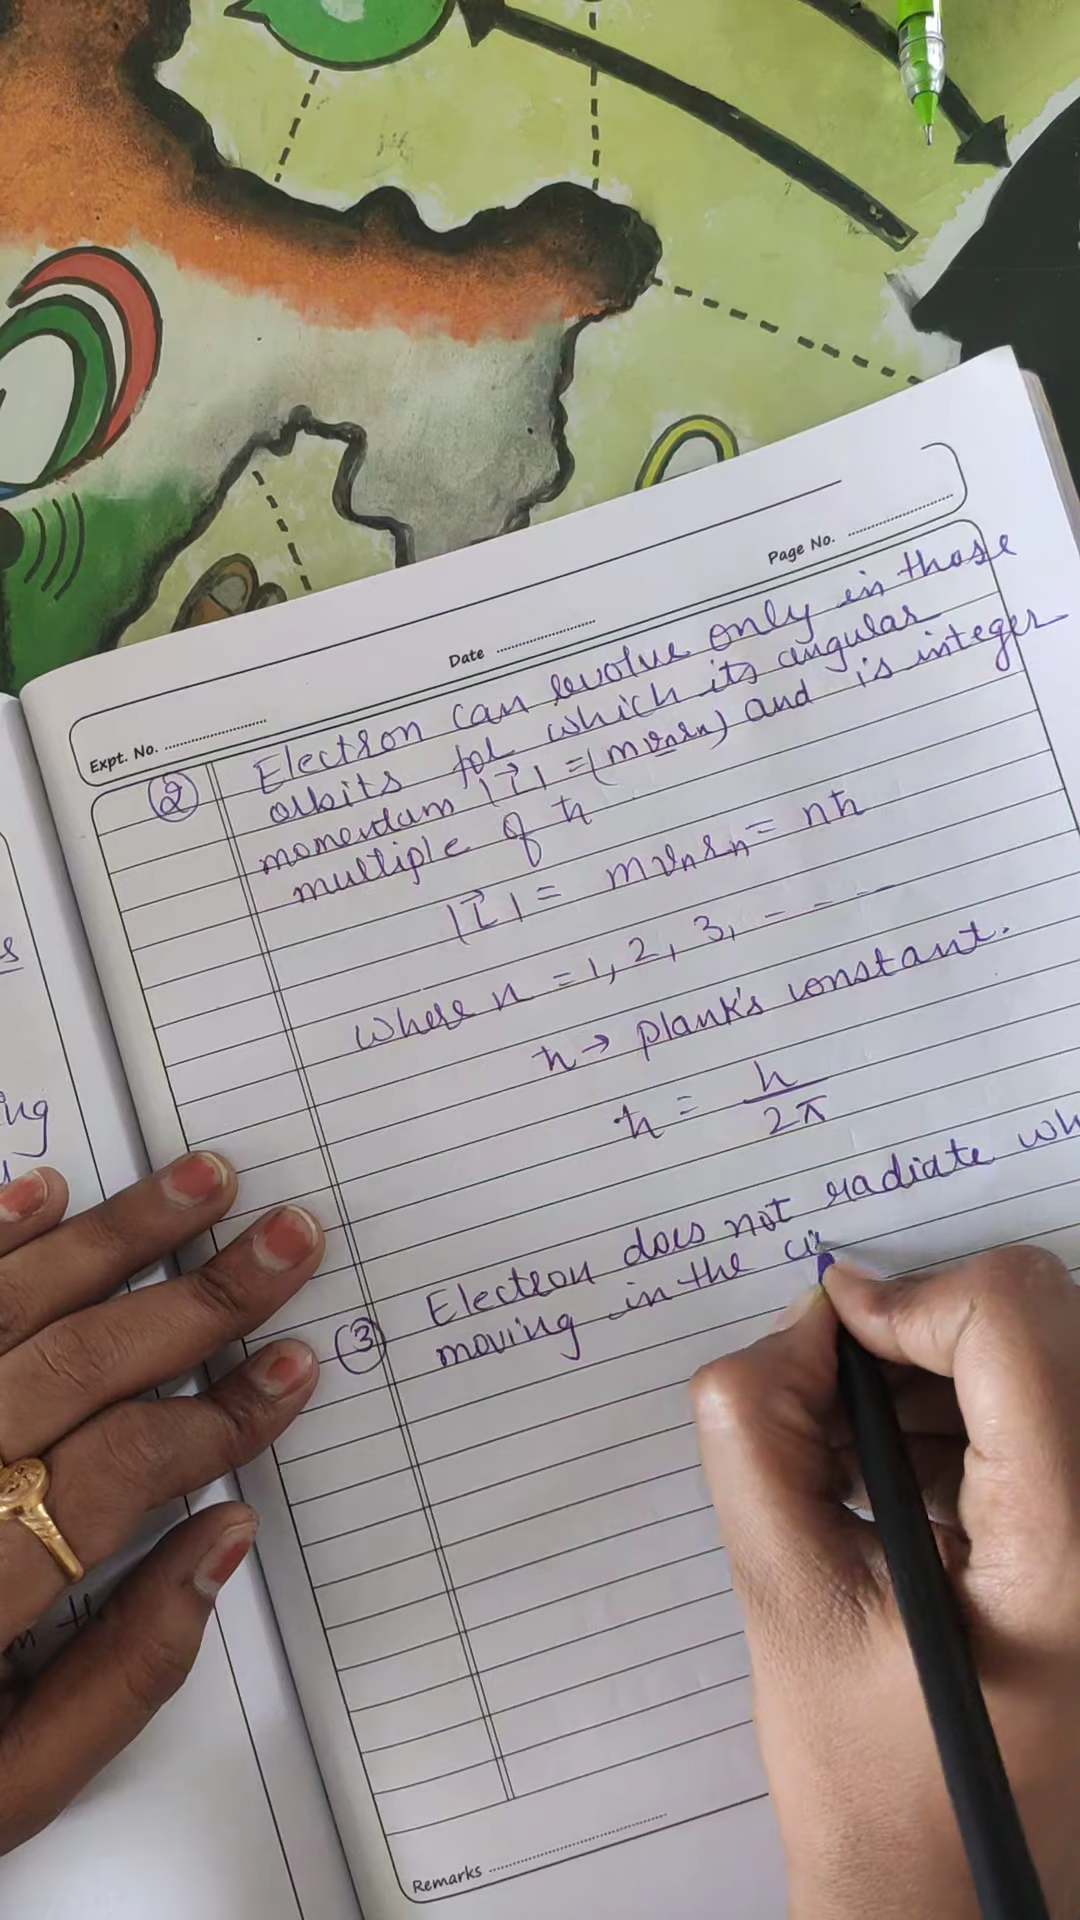 Page No.
Date
Expt. No.
② Electron can revolve only in those
orbits for which its angular
momentum |L⃗| = (mvₙrₙ) and is integer
multiple of ħ
|L⃗| = mvₙrₙ = nħ
where n = 1, 2, 3, - - -
ħ → plank's constant.
ħ = h/2π
③ Electron does not radiate wh
moving in the ci
ing
Remarks